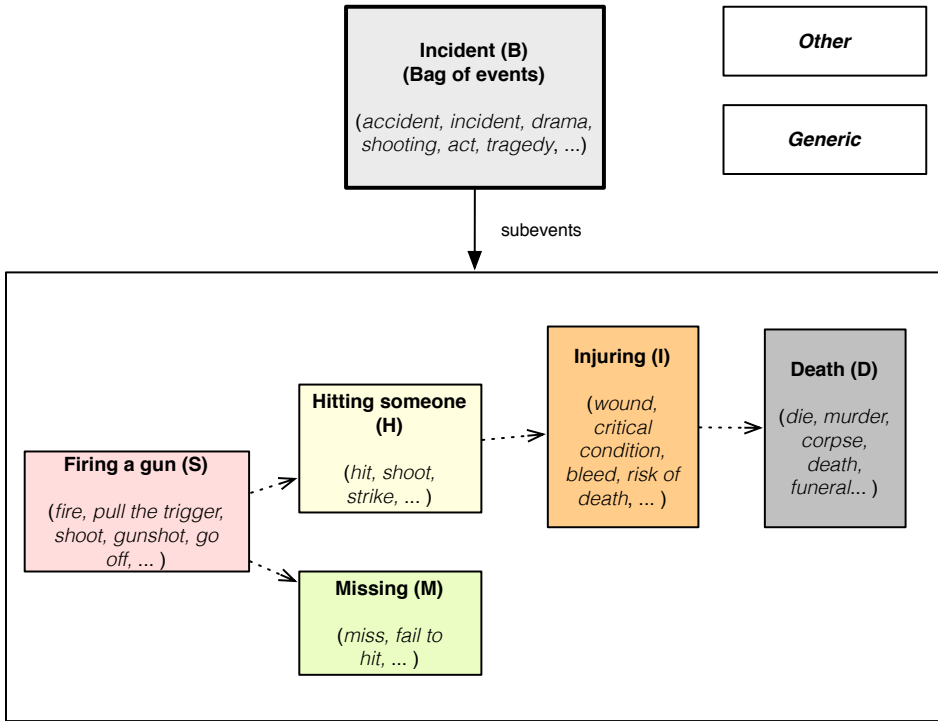 Incident (B)
(Bag of events)
(accident, incident, drama,
shooting, act, tragedy, ...)
Other
Generic
subevents
Firing a gun (S)
(fire, pull the trigger,
shoot, gunshot, go
off, ... )
Hitting someone
(H)
(hit, shoot,
strike, ... )
Missing (M)
(miss, fail to
hit, ... )
Injuring (I)
(wound,
critical
condition,
bleed, risk of
death, ... )
Death (D)
(die, murder,
corpse,
death,
funeral... )